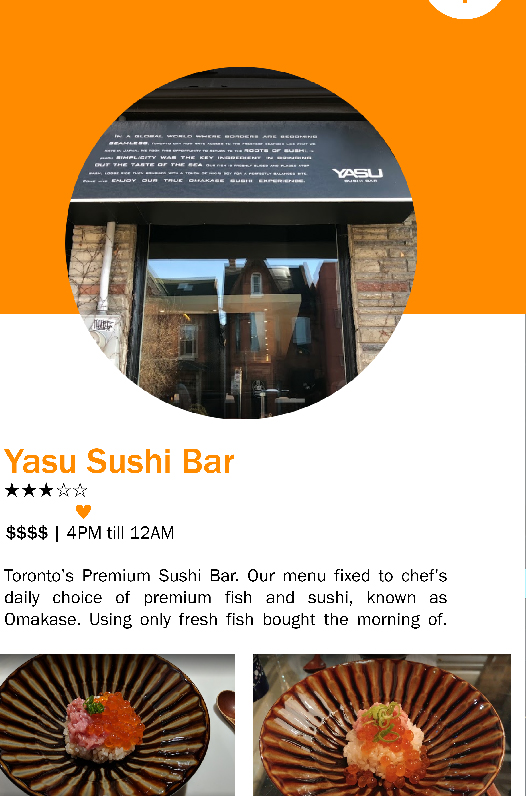 IN A GLOBAL WORLD WHERE BORDERS ARE BECOMING
SEAMLESS,
ROOTS OF SUSHI.
SIMPLICITY WAS THE KEY INGREDIENT IN BRINGING
OUT THE TASTE OF THE SEA
ENJOY OUR TRUE OMAKASE SUSHI EXPERIENCE.
YASU
SUSHI BAR
Yasu Sushi Bar
★★★☆☆
$$$$ | 4PM till 12AM
Toronto's Premium Sushi Bar. Our menu fixed to chef's
daily choice of premium fish and sushi, known as
Omakase. Using only fresh fish bought the morning of.